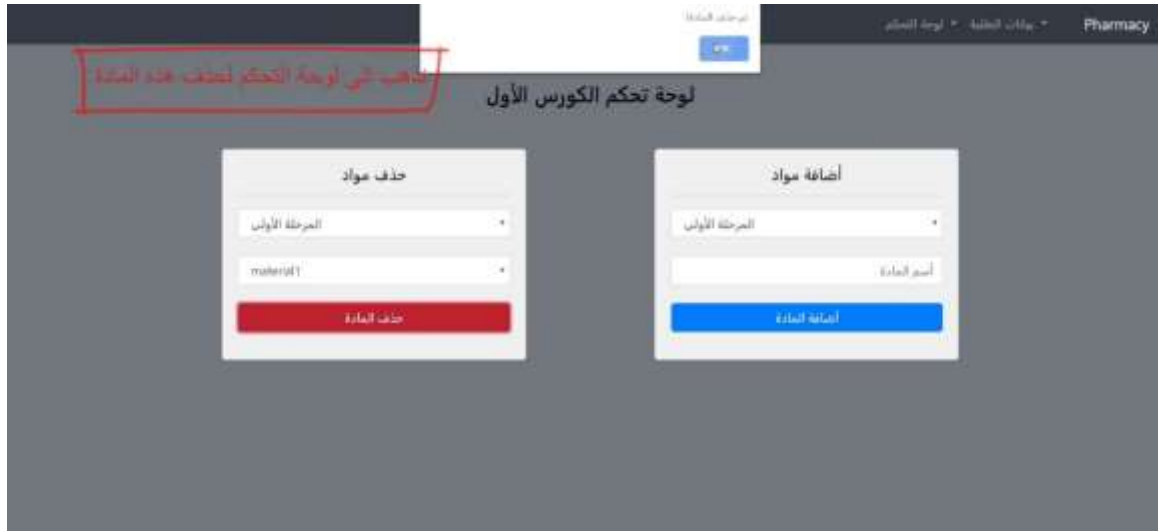 Pharmacy
بيانات الطلبة
لوحة التحكم
تم حذف المادة!
OK
نذهب الى لوحة التحكم لحذف هذه المادة
لوحة تحكم الكورس الأول
أضافة مواد
المرحلة الأولى
أسم المادة
أضافة المادة
حذف مواد
المرحلة الأولى
material1
حذف المادة